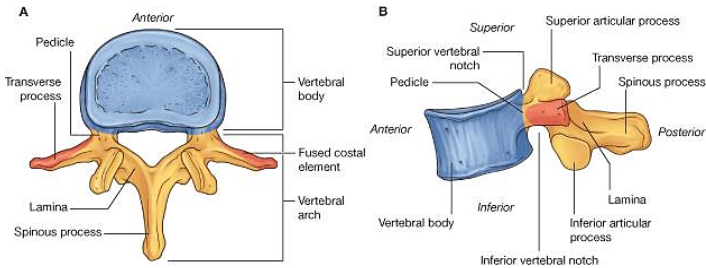 A
Anterior
Pedicle
Transverse
process
Vertebral
body
Fused costal
element
Lamina
Vertebral
arch
Spinous process
B
Superior
Superior articular process
Superior vertebral
notch
Transverse process
Pedicle
Spinous process
Anterior
Posterior
Lamina
Vertebral body
Inferior
Inferior articular
process
Inferior vertebral notch